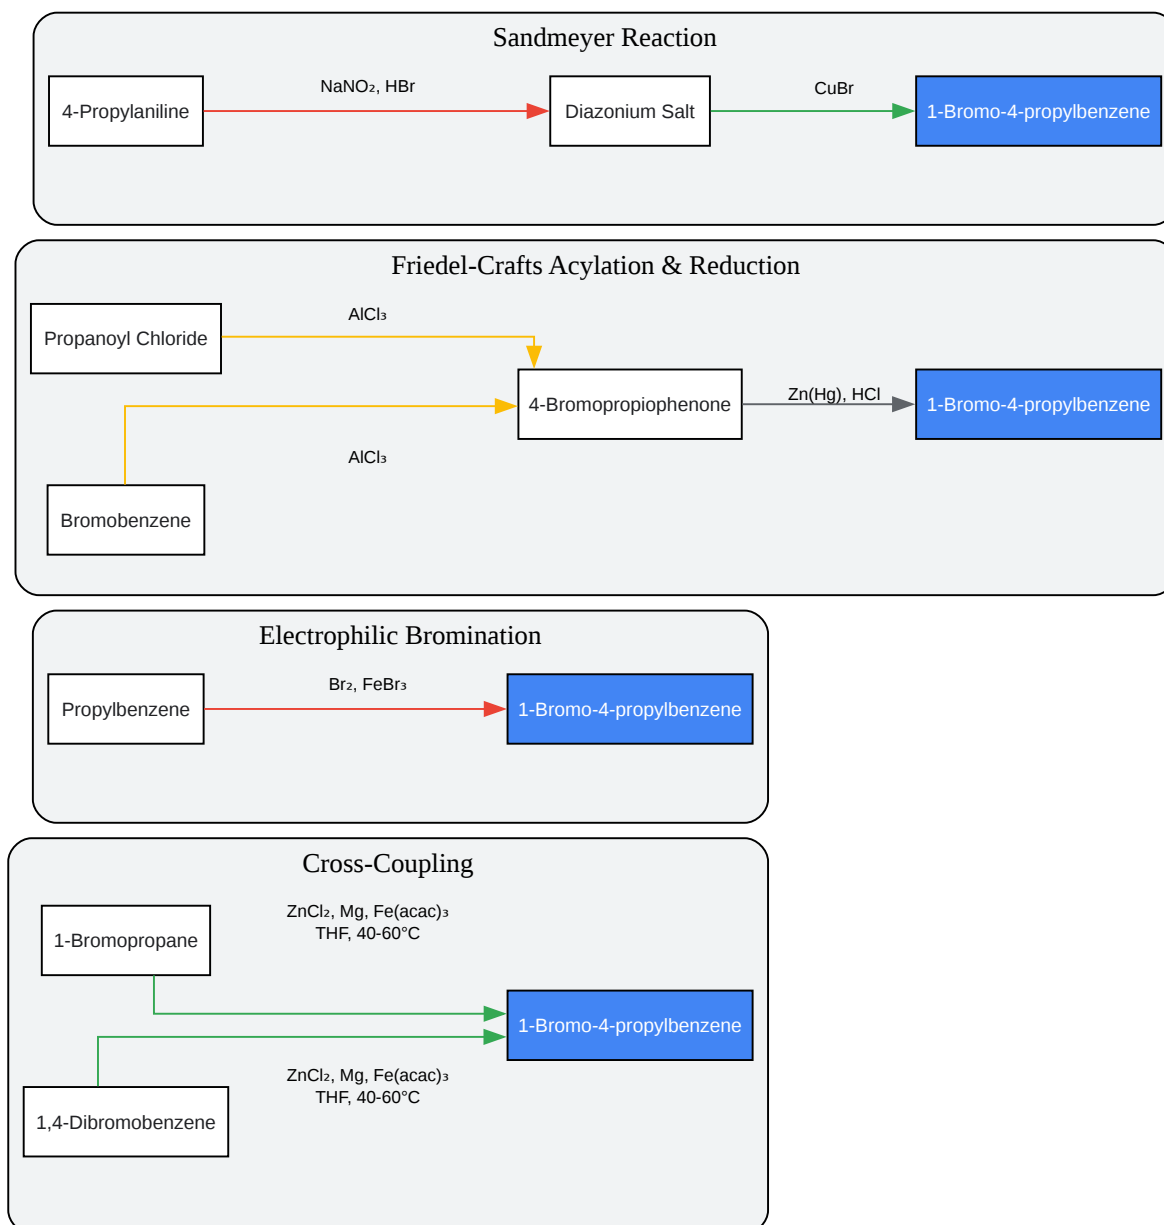 Sandmeyer Reaction
NaNO₂, HBr
CuBr
4-Propylaniline
Diazonium Salt
1-Bromo-4-propylbenzene
Friedel-Crafts Acylation & Reduction
AlCl₃
Propanoyl Chloride
4-Bromopropiophenone
Zn(Hg), HCl
1-Bromo-4-propylbenzene
AlCl₃
Bromobenzene
Electrophilic Bromination
Br₂, FeBr₃
Propylbenzene
1-Bromo-4-propylbenzene
Cross-Coupling
ZnCl₂, Mg, Fe(acac)₃
THF, 40-60°C
1-Bromopropane
1-Bromo-4-propylbenzene
ZnCl₂, Mg, Fe(acac)₃
THF, 40-60°C
1,4-Dibromobenzene